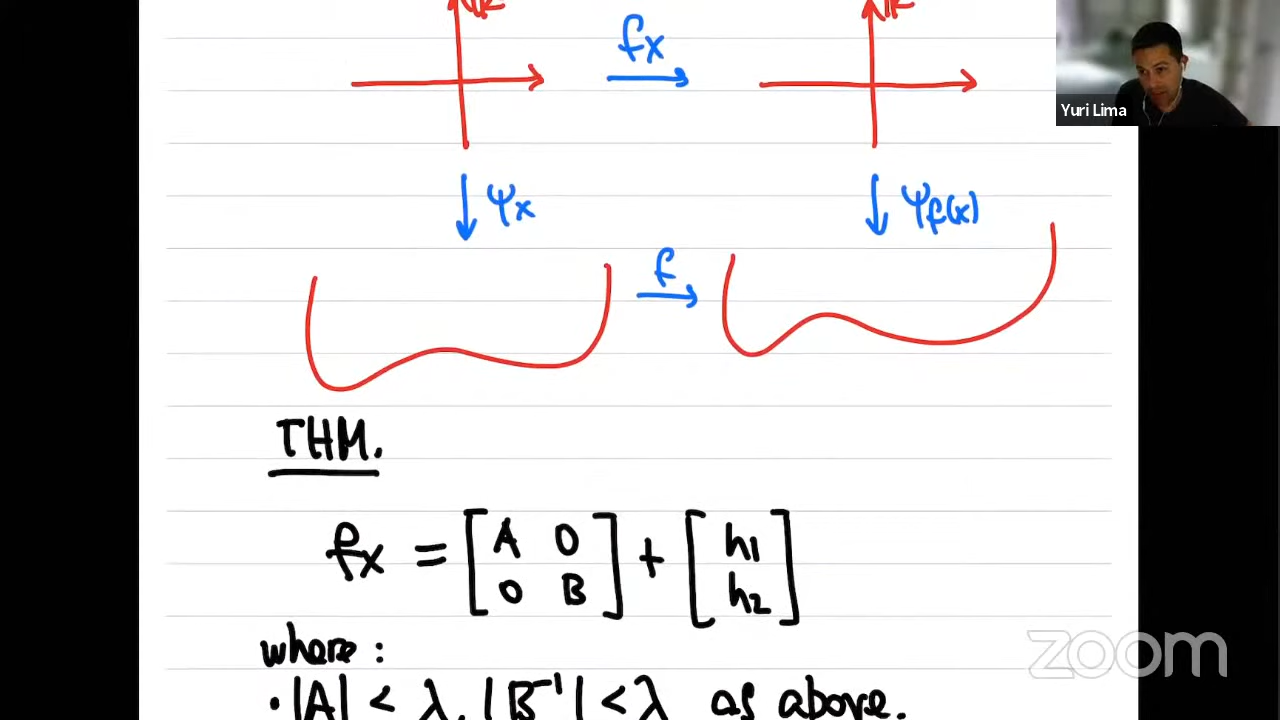 fx
Yuri Lima
ψx
ψf(x)
f
THM.
fx = [A 0 0 B] + [h1 h2]
where:
• |A| < λ, |B⁻¹| < λ as above.
zoom